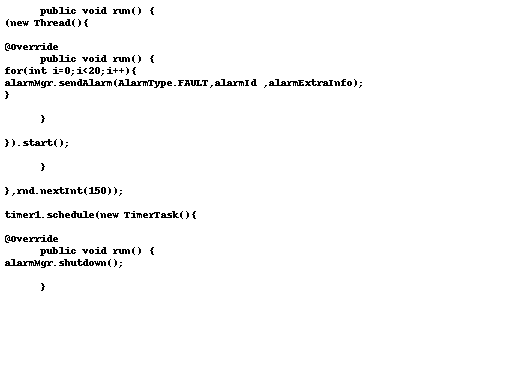 public void run() {
(new Thread(){
@Override
public void run() {
for(int i=0;i<20;i++){
alarmMgr.sendAlarm(AlarmType.FAULT,alarmId ,alarmExtraInfo);
}
}
}).start();
}
},rnd.nextInt(150));
timer1.schedule(new TimerTask(){
@Override
public void run() {
alarmMgr.shutdown();
}